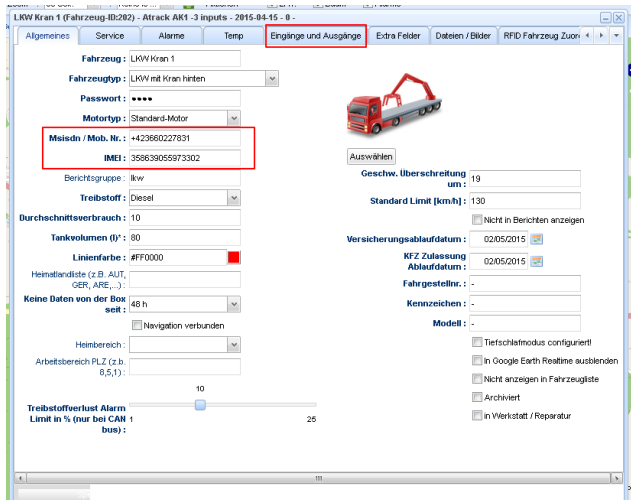 LKW Kran 1 (Fahrzeug-ID:202) - Atrack AK1 -3 inputs - 2015-04-15 - 0 -
Allgemeines Service Alarme Temp Eingänge und Ausgänge Extra Felder Dateien / Bilder RFID Fahrzeug Zuor
Fahrzeug : LKW Kran 1
Fahrzeugtyp : LKW mit Kran hinten
Passwort : ••••
Motortyp : Standard-Motor
Msisdn / Mob. Nr. : +423660227831
IMEI : 358639055973302
Berichtsgruppe : lkw
Treibstoff : Diesel
Durchschnittsverbrauch : 10
Tankvolumen (l)* : 80
Linienfarbe : #FF0000
Heimatlandliste (z.B. AUT,
GER, ARE,...) :
Keine Daten von der Box
seit : 48 h
Navigation verbunden
Heimbereich :
Arbeitsbereich PLZ (z.b.
8,5,1) :
10
Treibstoffverlust Alarm
Limit in % (nur bei CAN
bus) :
1 25
Auswählen
Geschw. Überschreitung
um : 19
Standard Limit [km/h] : 130
Nicht in Berichten anzeigen
Versicherungsablaufdatum : 02/05/2015
KFZ Zulassung
Ablaufdatum : 02/05/2015
Fahrgestellnr. : -
Kennzeichen : -
Modell : -
Tiefschlafmodus configuriert!
In Google Earth Realtime ausblenden
Nicht anzeigen in Fahrzeugliste
Archiviert
in Werkstatt / Reparatur